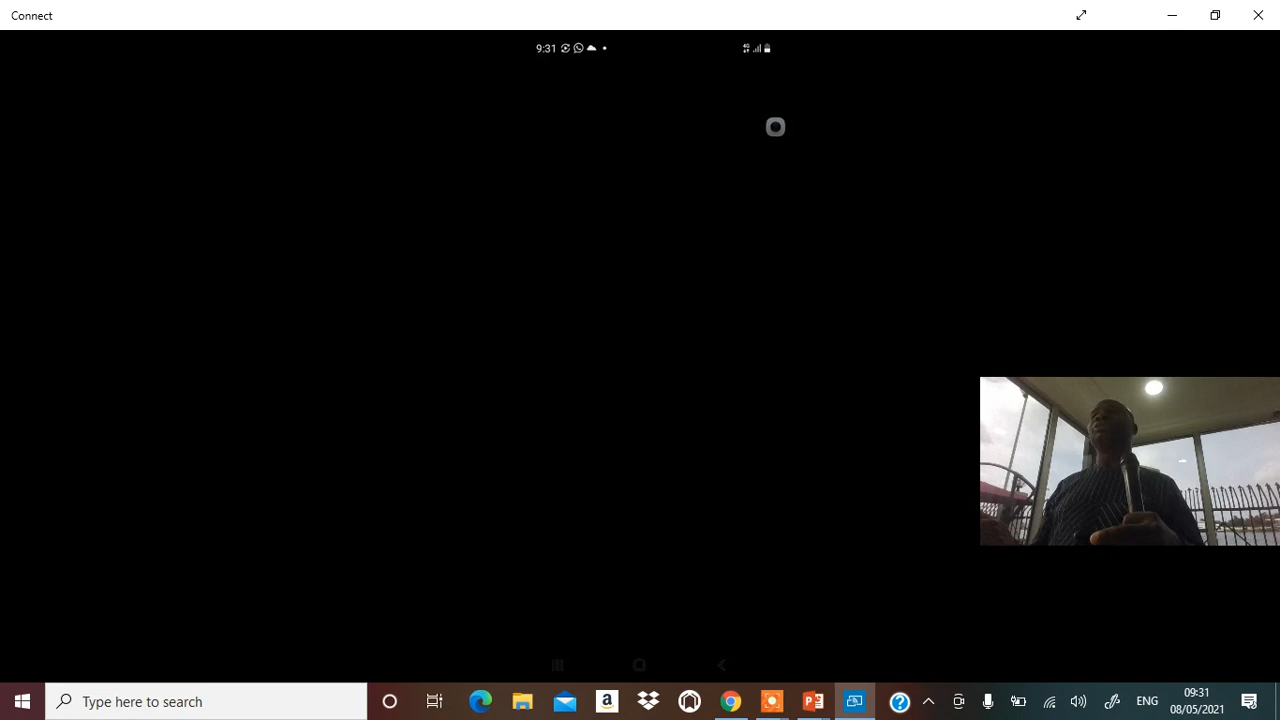 Connect
9:31
Type here to search
ENG
09:31
08/05/2021